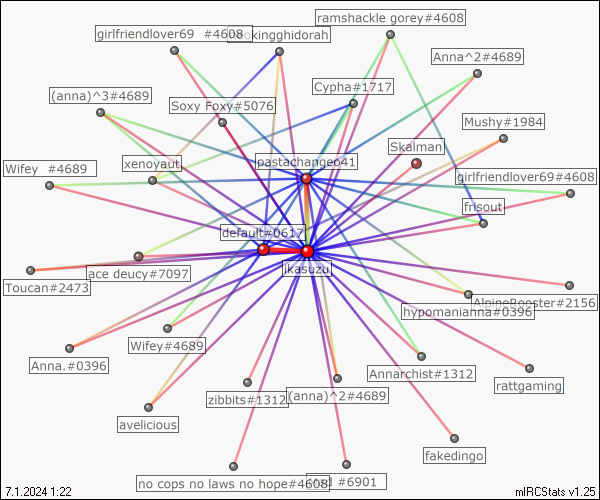 ramshackle gorey#4608
girlfriendlover69 #4608
okingghidorah
Anna^2#4689
Cypha#1717
(anna)^3#4689
Soxy Foxy#5076
Mushy#1984
Skalman
xenoyaut
pastachangeo41
Wifey #4689
girlfriendlover69#4608
frisout
default#0617
jkasuzu
ace deucy#7097
Toucan#2473
AlpineRooster#2156
hypomanianna#0396
Wifey#4689
Anna.#0396
Annarchist#1312
rattgaming
zibbits#1312
(anna)^2#4689
avelicious
fakedingo
no cops no laws no hope#4608
#6901
7.1.2024 1:22
mIRCStats v1.25